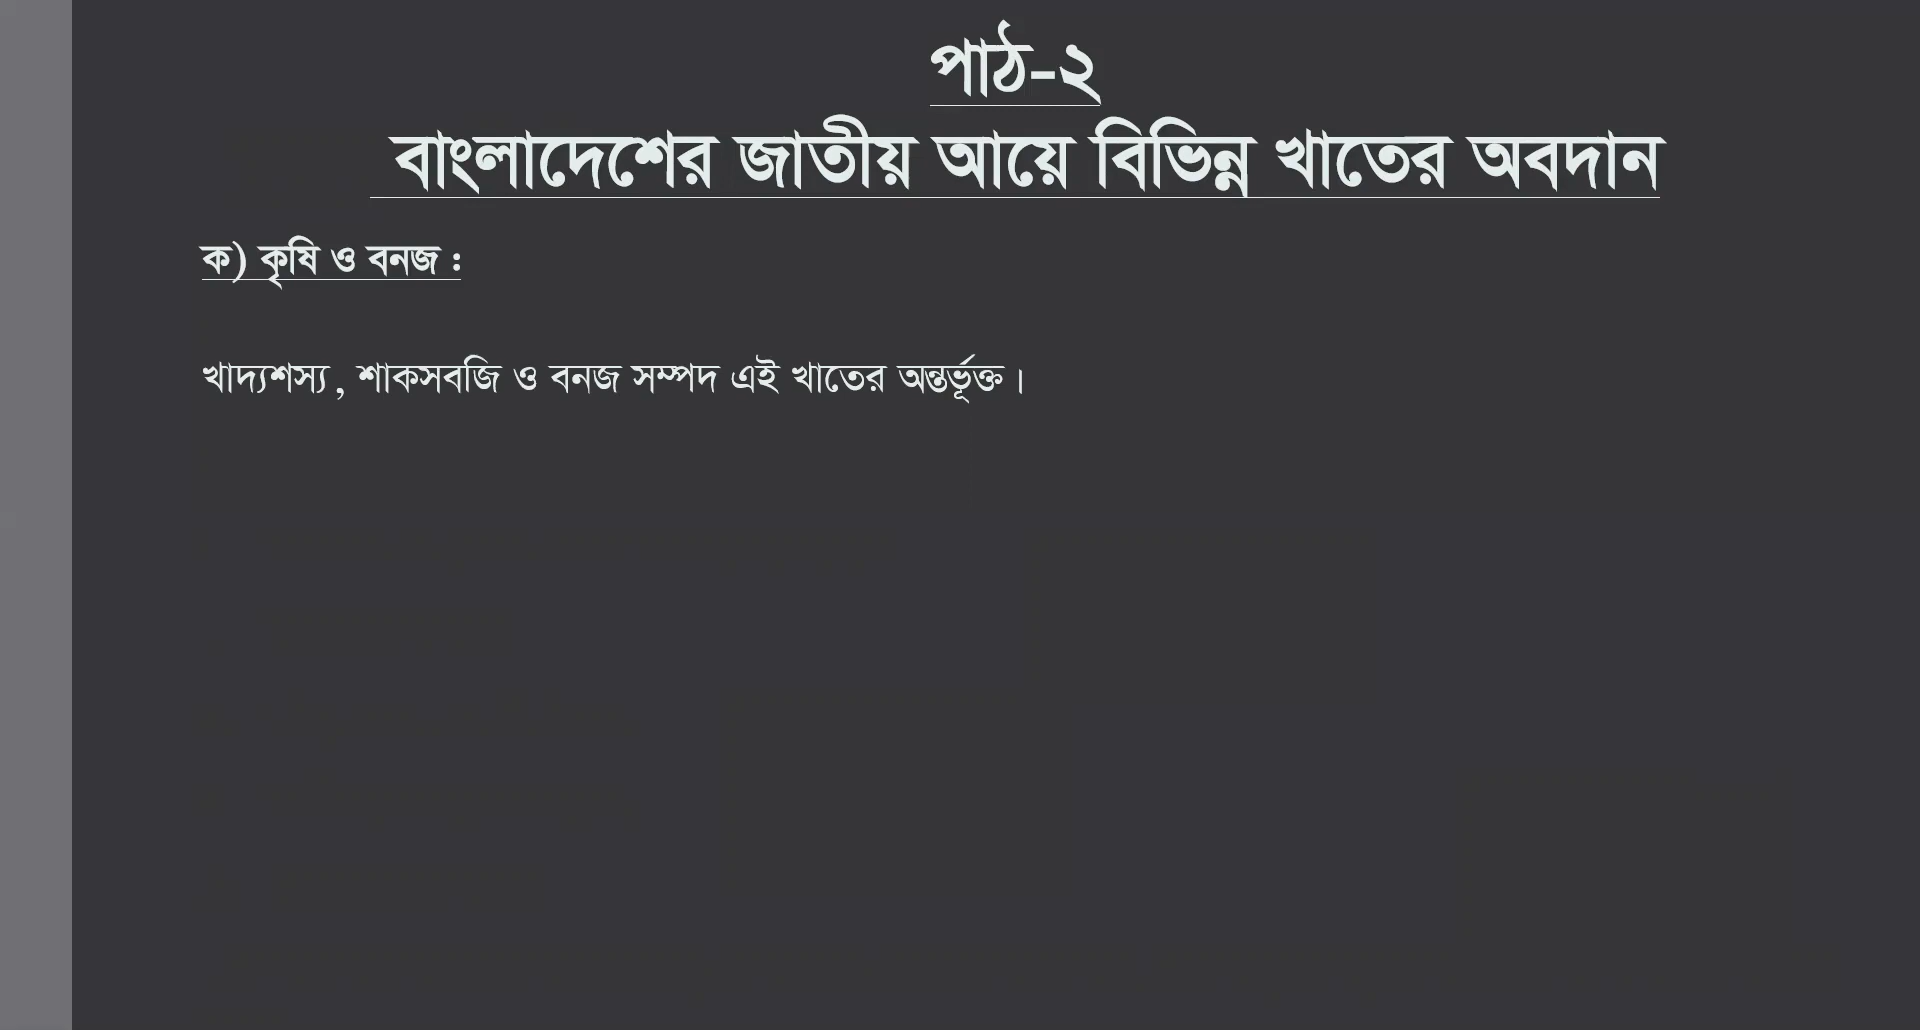 পাঠ-২
বাংলাদেশের জাতীয় আয়ে বিভিন্ন খাতের অবদান
ক) কৃষি ও বনজ :
খাদ্যশস্য, শাকসবজি ও বনজ সম্পদ এই খাতের অন্তর্ভূক্ত।